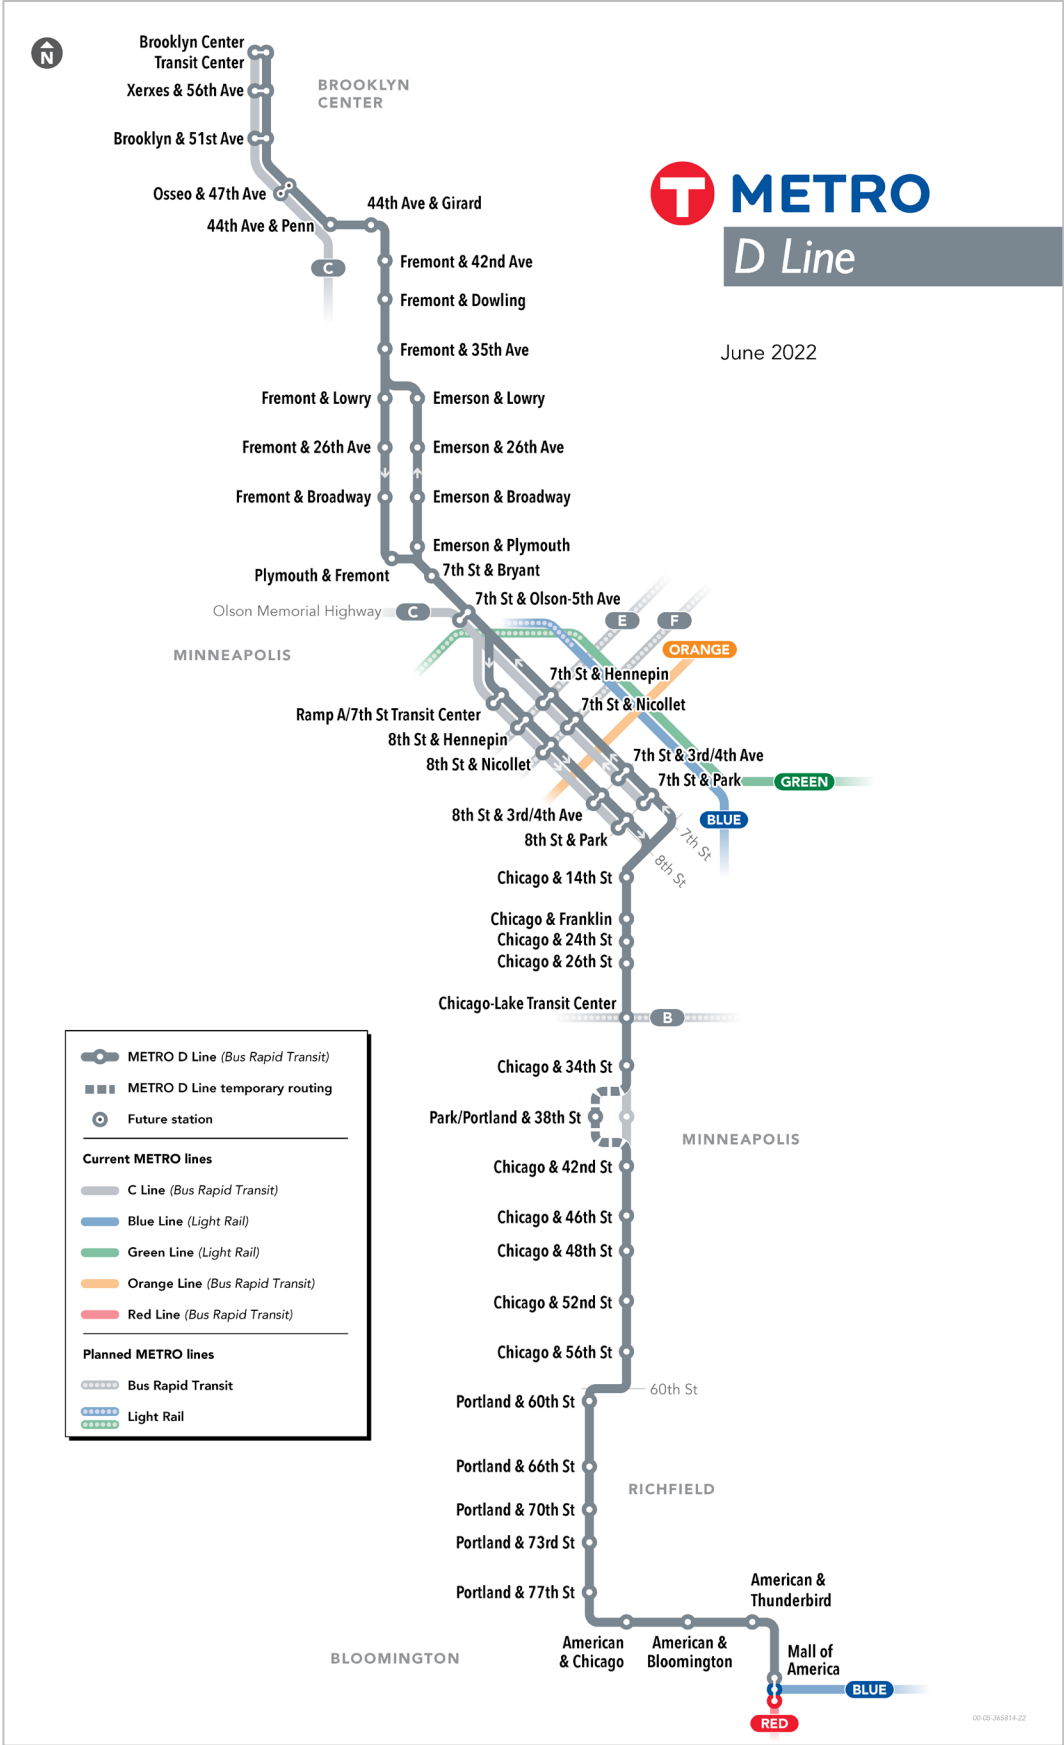 N
Brooklyn Center
Transit Center
Xerxes & 56th Ave
BROOKLYN
CENTER
Brooklyn & 51st Ave
Osseo & 47th Ave
44th Ave & Girard
44th Ave & Penn
C
T METRO
D Line
June 2022
Fremont & 42nd Ave
Fremont & Dowling
Fremont & 35th Ave
Fremont & Lowry
Emerson & Lowry
Fremont & 26th Ave
Emerson & 26th Ave
Fremont & Broadway
Emerson & Broadway
Emerson & Plymouth
Plymouth & Fremont
7th St & Bryant
7th St & Olson-5th Ave
Olson Memorial Highway
C
E
F
ORANGE
MINNEAPOLIS
7th St & Hennepin
7th St & Nicollet
Ramp A/7th St Transit Center
8th St & Hennepin
8th St & Nicollet
7th St & 3rd/4th Ave
7th St & Park
GREEN
8th St & 3rd/4th Ave
BLUE
8th St & Park
7th St
8th St
Chicago & 14th St
Chicago & Franklin
Chicago & 24th St
Chicago & 26th St
Chicago-Lake Transit Center
B
Chicago & 34th St
Park/Portland & 38th St
MINNEAPOLIS
Chicago & 42nd St
Chicago & 46th St
Chicago & 48th St
Chicago & 52nd St
Chicago & 56th St
60th St
Portland & 60th St
Portland & 66th St
RICHFIELD
Portland & 70th St
Portland & 73rd St
Portland & 77th St
American &
Thunderbird
American
& Chicago
American &
Bloomington
Mall of
America
BLOOMINGTON
BLUE
RED
METRO D Line (Bus Rapid Transit)
METRO D Line temporary routing
Future station
Current METRO lines
C Line (Bus Rapid Transit)
Blue Line (Light Rail)
Green Line (Light Rail)
Orange Line (Bus Rapid Transit)
Red Line (Bus Rapid Transit)
Planned METRO lines
Bus Rapid Transit
Light Rail
00-05-365814-22